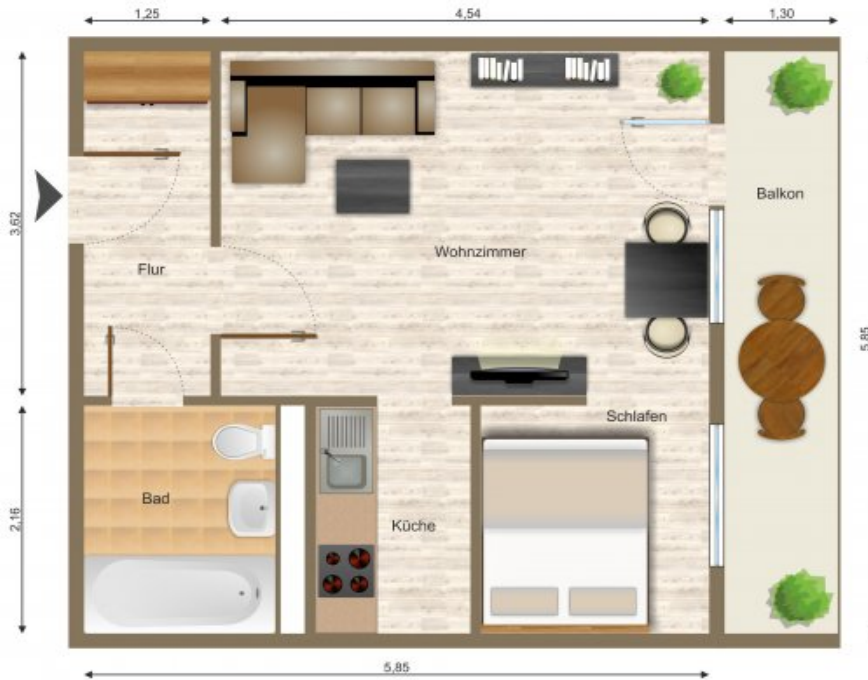 1,25
4,54
1,30
3,62
Balkon
Wohnzimmer
Flur
5,85
Schlafen
Bad
Küche
2,16
5,85